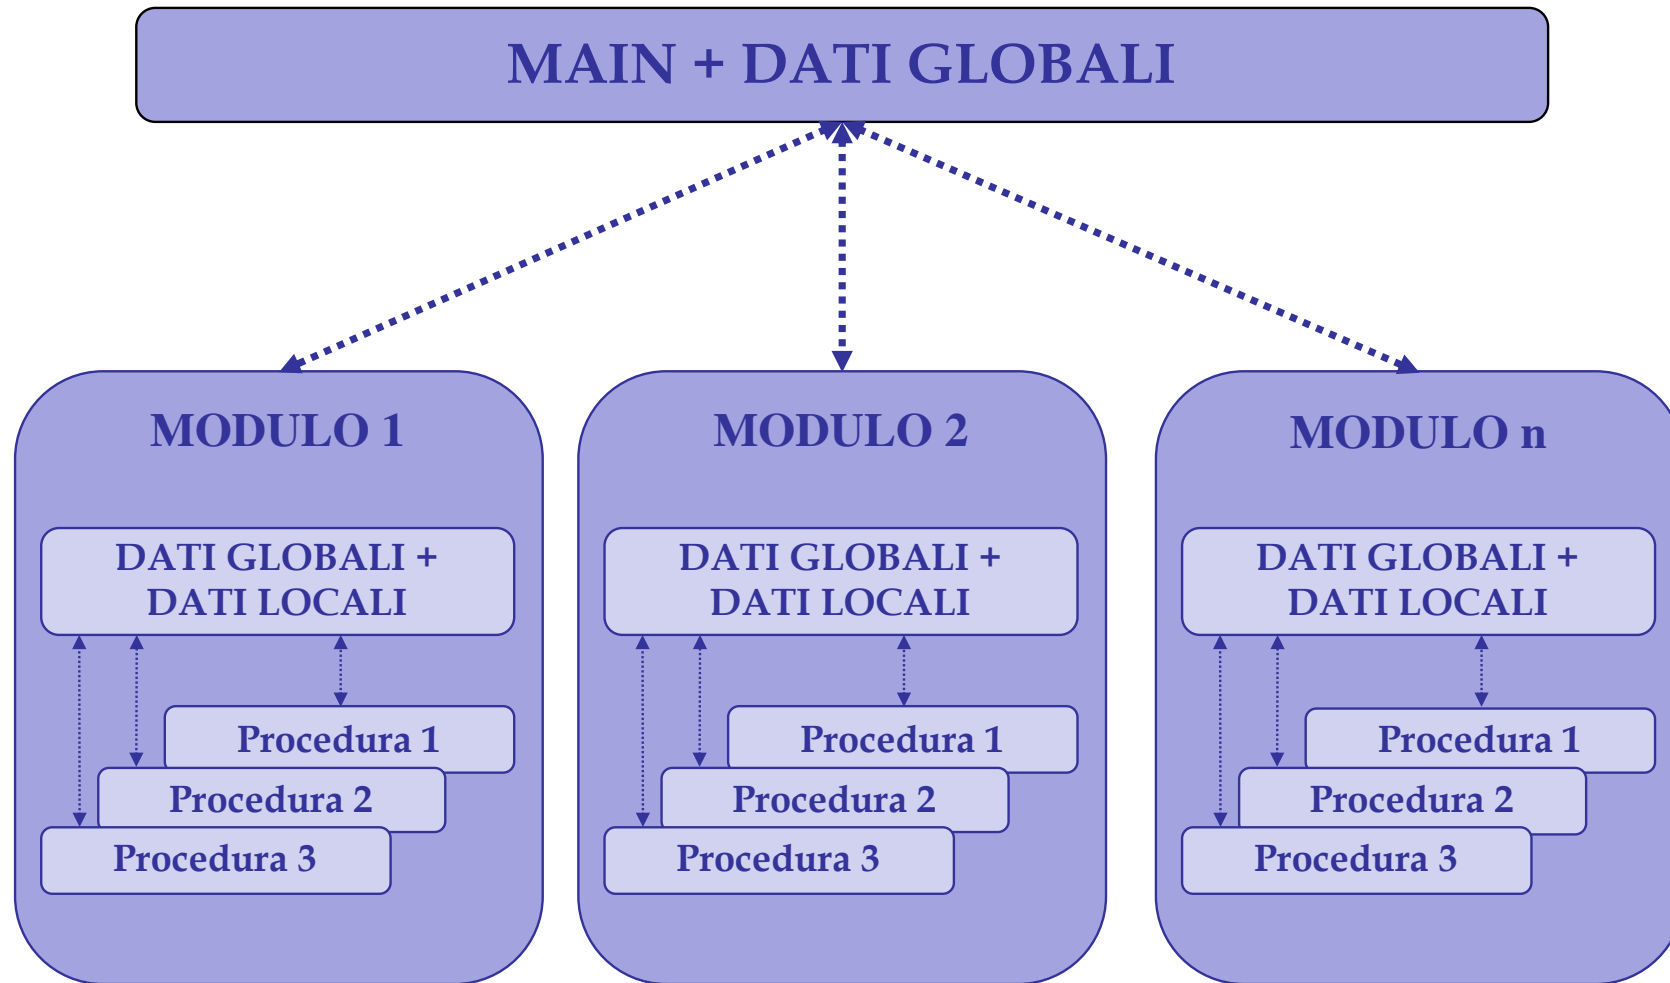 MAIN + DATI GLOBALI
MODULO 1
DATI GLOBALI +
DATI LOCALI
Procedura 1
Procedura 2
Procedura 3
MODULO 2
DATI GLOBALI +
DATI LOCALI
Procedura 1
Procedura 2
Procedura 3
MODULO n
DATI GLOBALI +
DATI LOCALI
Procedura 1
Procedura 2
Procedura 3